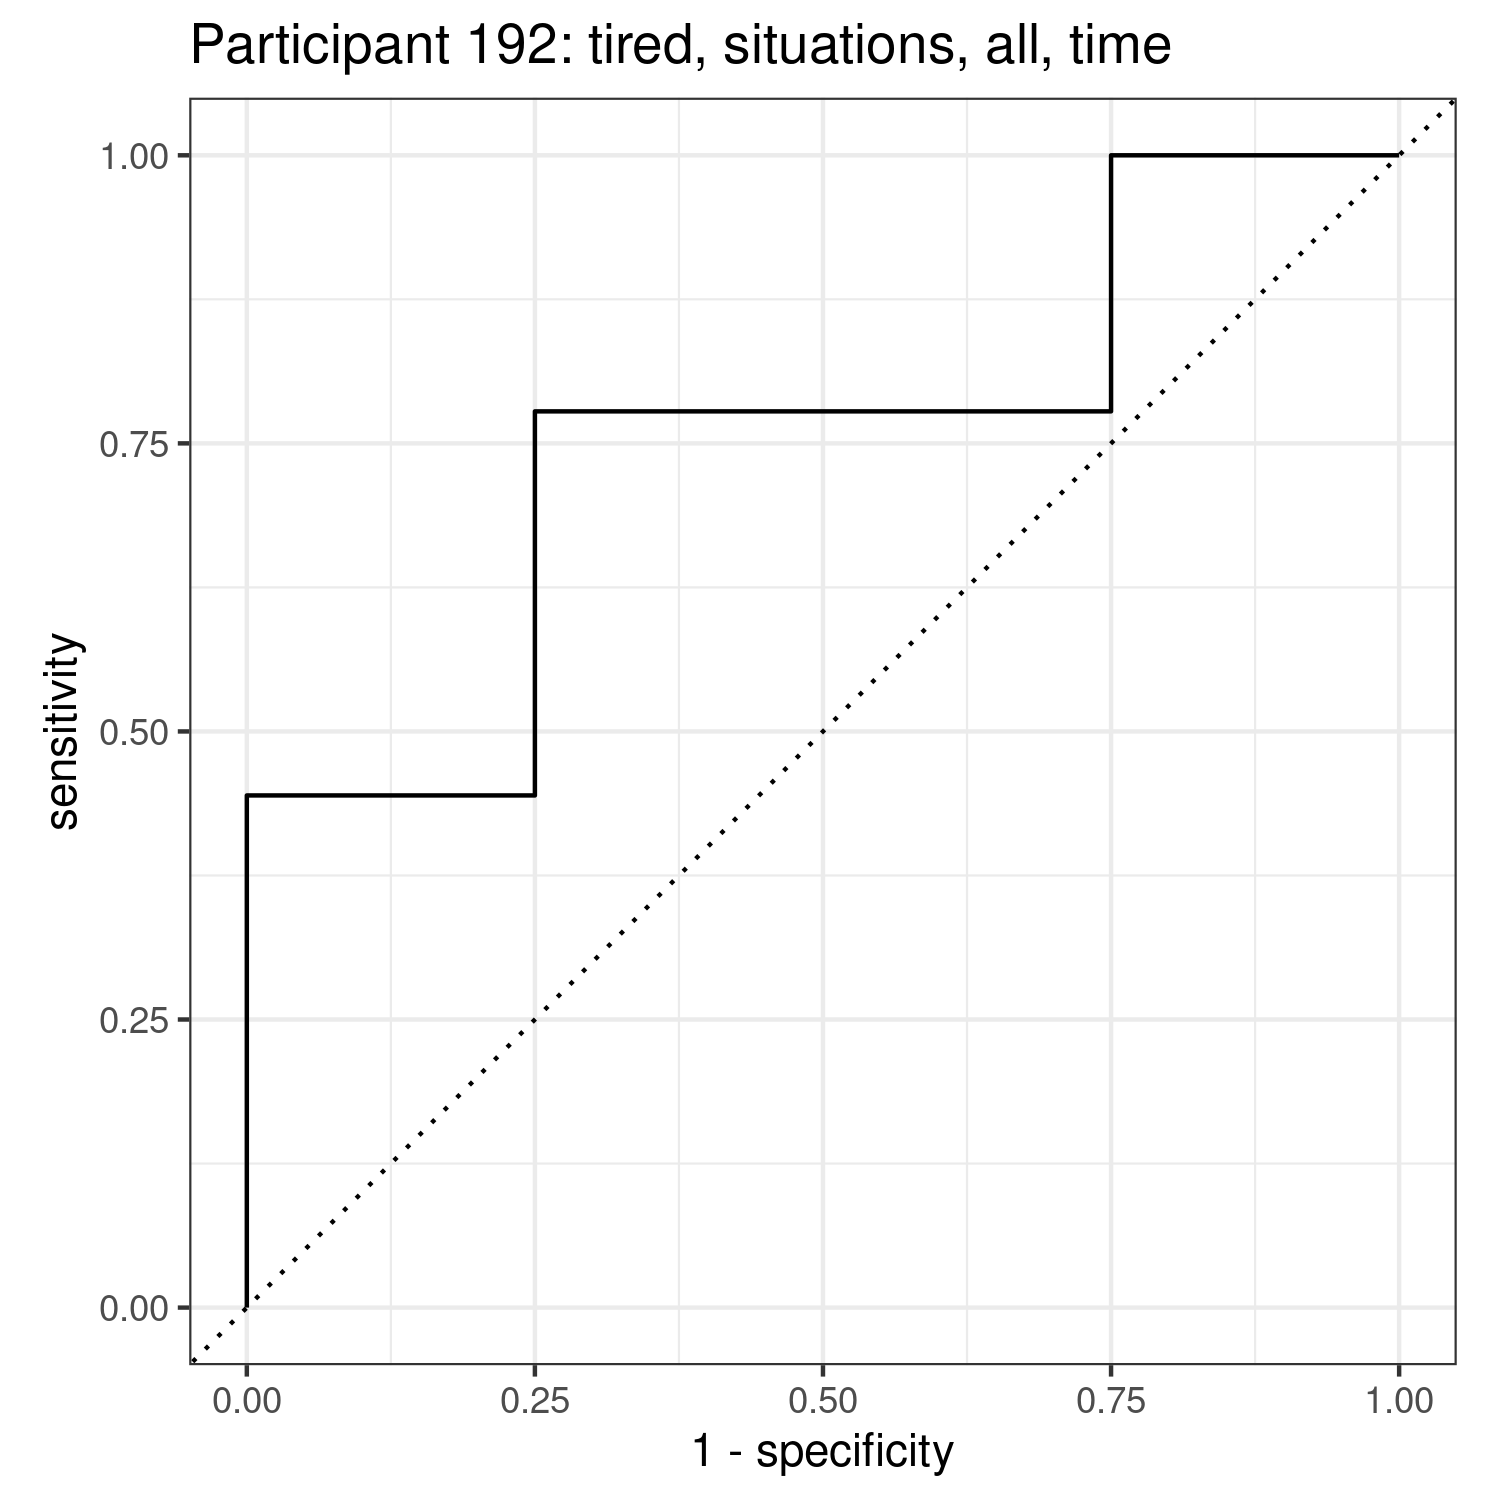 Participant 192: tired, situations, all, time
1.00
0.75
0.50
0.25
0.00
sensitivity
0.00 0.25 0.50 0.75 1.00
1 - specificity